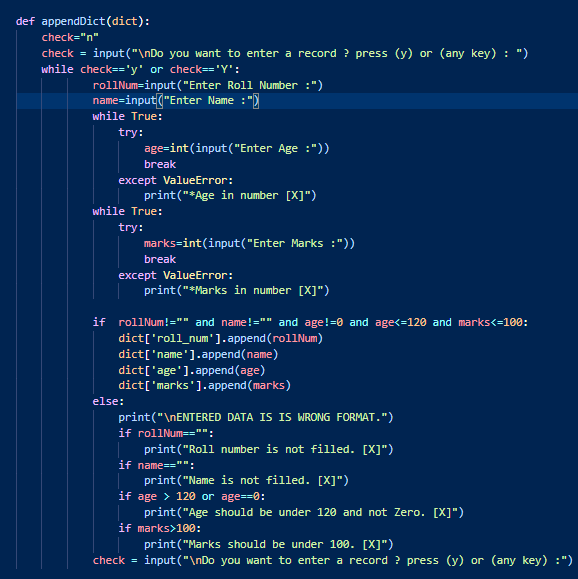 def appendDict(dict):
    check="n"
    check = input("\nDo you want to enter a record ? press (y) or (any key) : ")
    while check=='y' or check=='Y':
            rollNum=input("Enter Roll Number :")
            name=input("Enter Name :")
            while True:
                try:
                    age=int(input("Enter Age :"))
                    break
                except ValueError:
                    print("*Age in number [X]")
            while True:
                try:
                    marks=int(input("Enter Marks :"))
                    break
                except ValueError:
                    print("*Marks in number [X]")

            if  rollNum!="" and name!="" and age!=0 and age<=120 and marks<=100:
                dict['roll_num'].append(rollNum)
                dict['name'].append(name)
                dict['age'].append(age)
                dict['marks'].append(marks)
            else:
                print("\nENTERED DATA IS IS WRONG FORMAT.")
                if rollNum=="":
                    print("Roll number is not filled. [X]")
                if name=="":
                    print("Name is not filled. [X]")
                if age > 120 or age==0:
                    print("Age should be under 120 and not Zero. [X]")
                if marks>100:
                    print("Marks should be under 100. [X]")
            check = input("\nDo you want to enter a record ? press (y) or (any key) :")